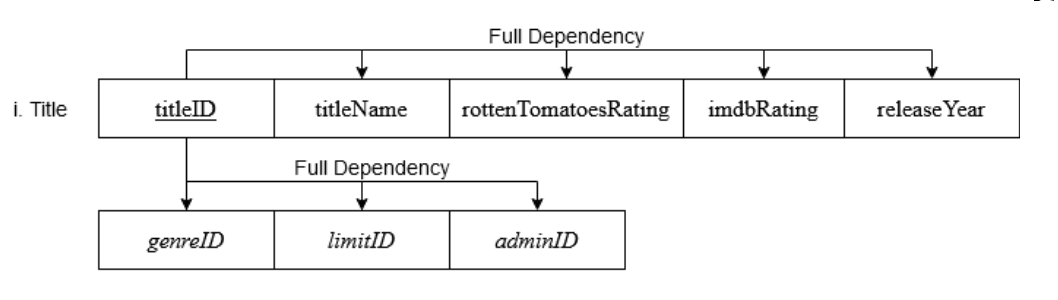 Full Dependency
i. Title titleID titleName rottenTomatoesRating imdbRating releaseYear
Full Dependency
genreID limitID adminID